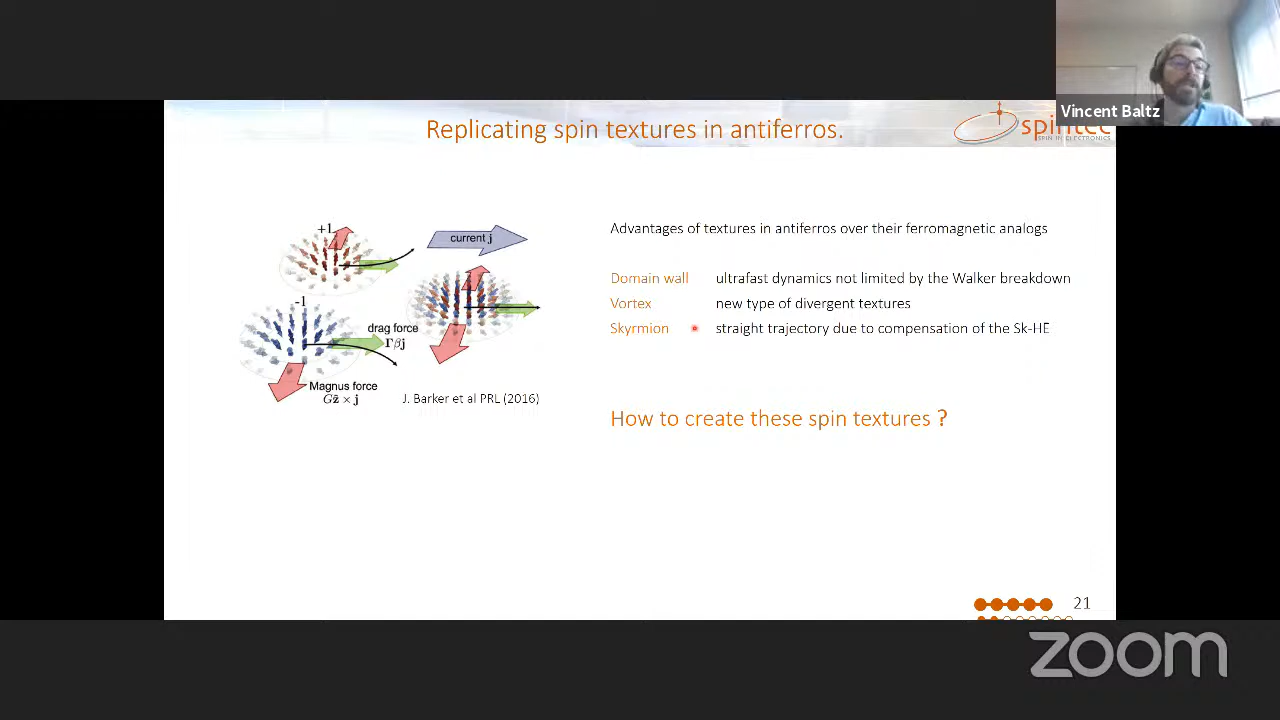 Vincent Baltz
Replicating spin textures in antiferros.
spintec
SPIN IN ELECTRONICS
+1
current j
-1
drag force
Γβj
Magnus force
Gẑ × j
J. Barker et al PRL (2016)
Advantages of textures in antiferros over their ferromagnetic analogs
Domain wall ultrafast dynamics not limited by the Walker breakdown
Vortex new type of divergent textures
Skyrmion straight trajectory due to compensation of the Sk-HE
How to create these spin textures ?
21
zoom